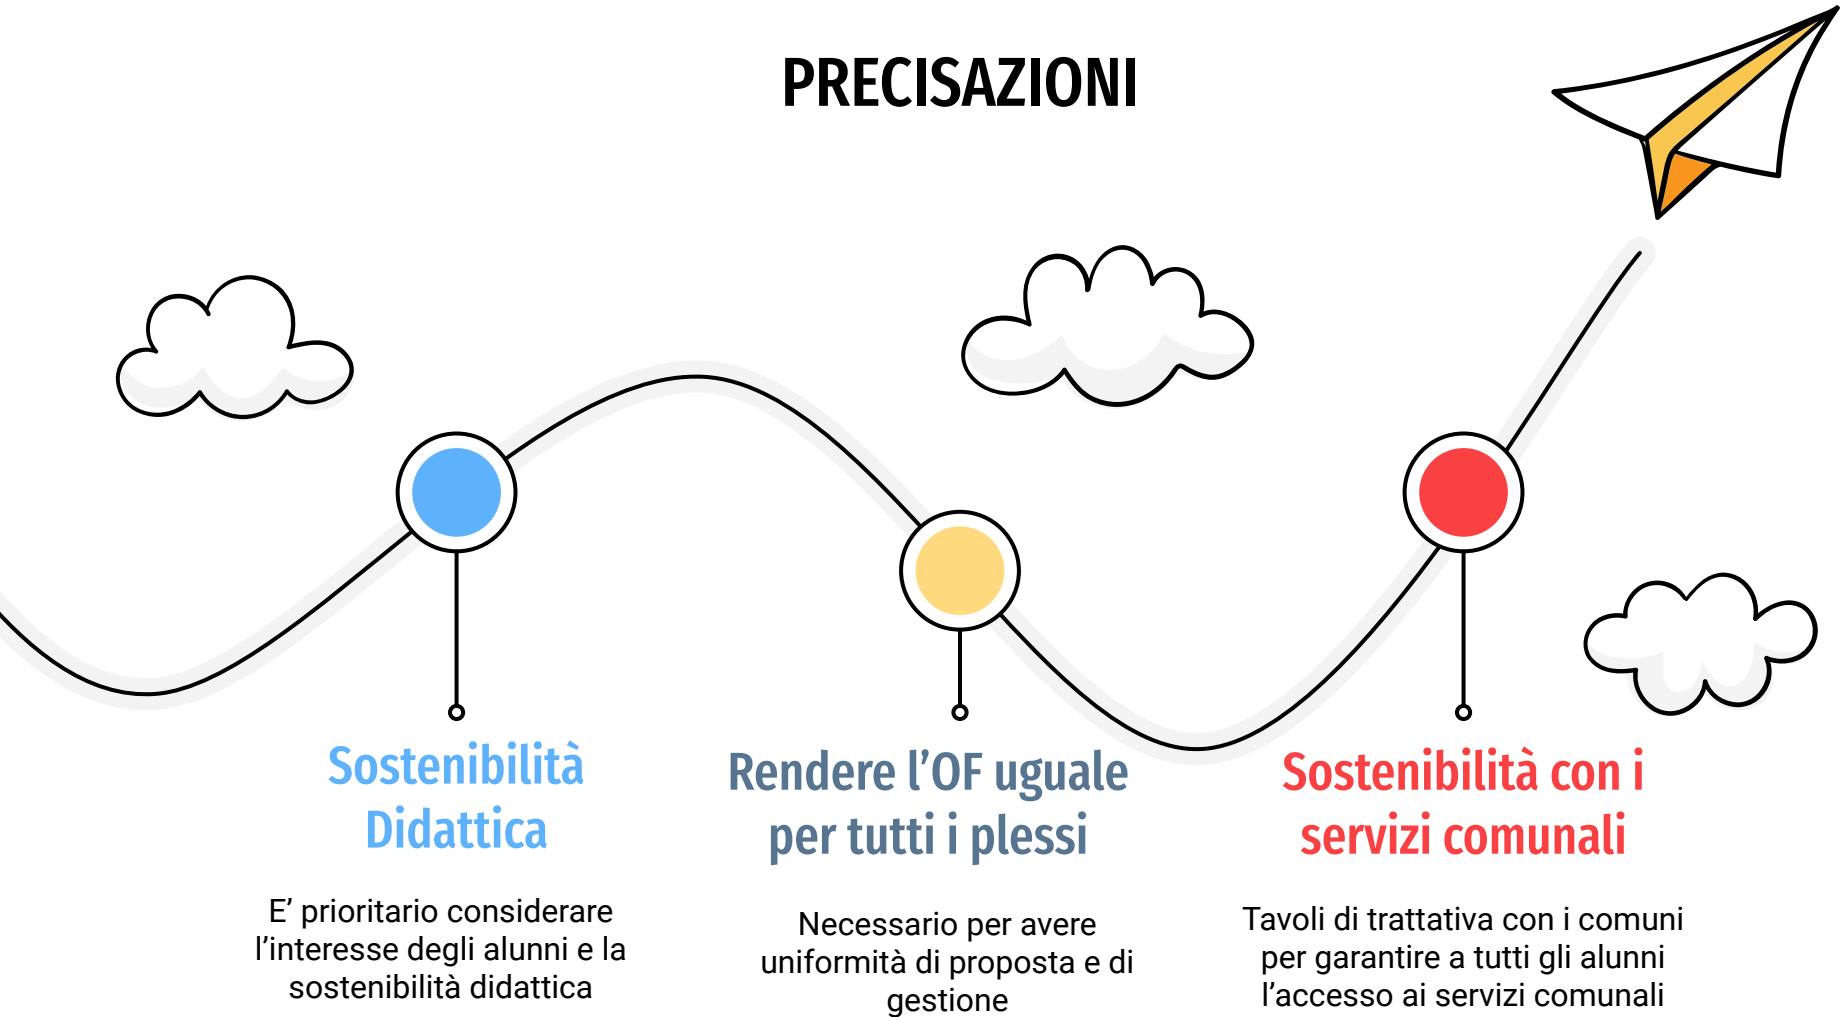 PRECISAZIONI
Sostenibilità
Didattica
E’ prioritario considerare
l’interesse degli alunni e la
sostenibilità didattica
Rendere l’OF uguale
per tutti i plessi
Necessario per avere
uniformità di proposta e di
gestione
Sostenibilità con i
servizi comunali
Tavoli di trattativa con i comuni
per garantire a tutti gli alunni
l’accesso ai servizi comunali